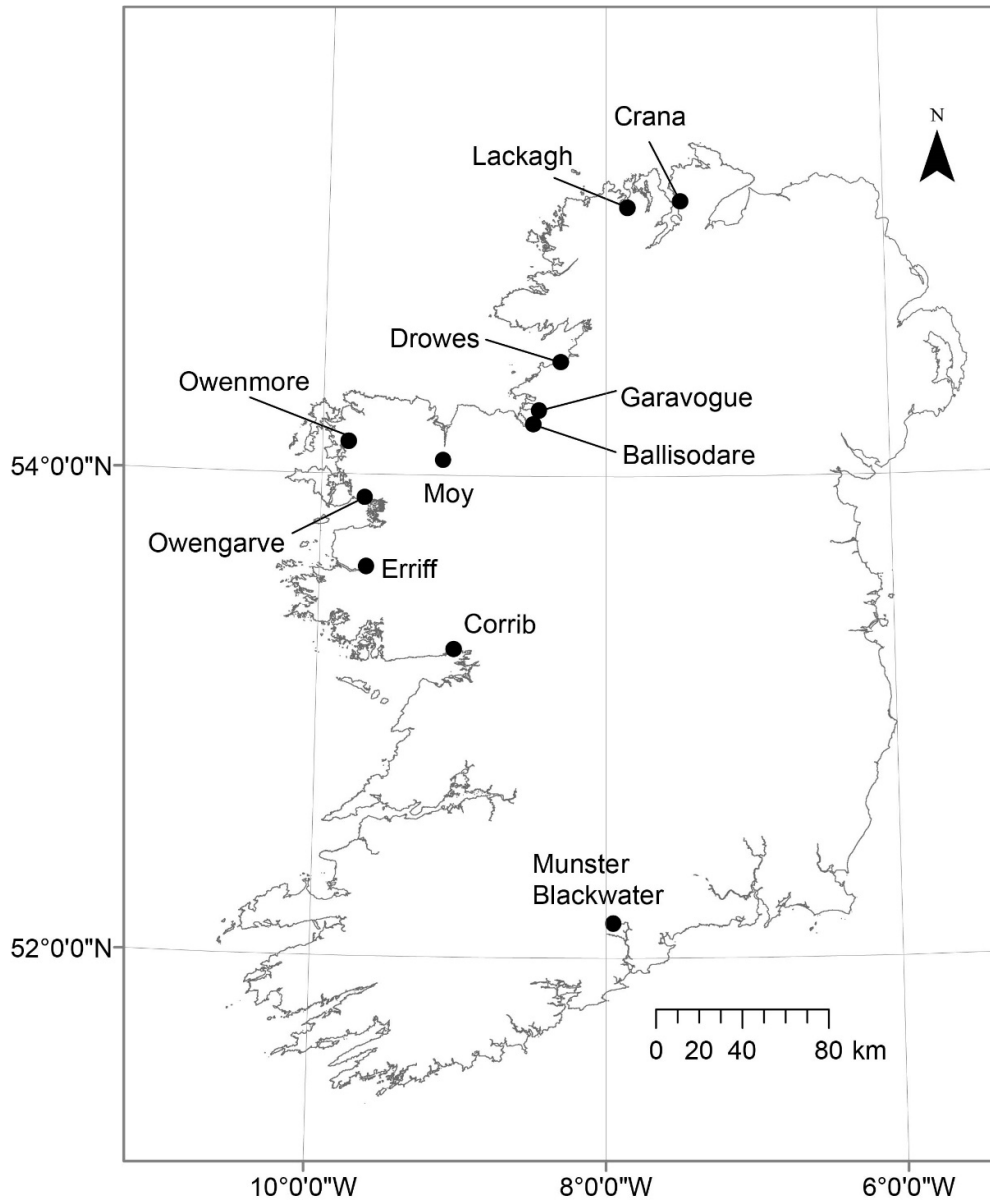 Crana
N
Lackagh
Drowes
Owenmore
Garavogue
Ballisodare
54°0'0"N
Moy
Owengarve
Erriff
Corrib
Munster
Blackwater
52°0'0"N
0 20 40 80 km
10°0'0"W 8°0'0"W 6°0'0"W